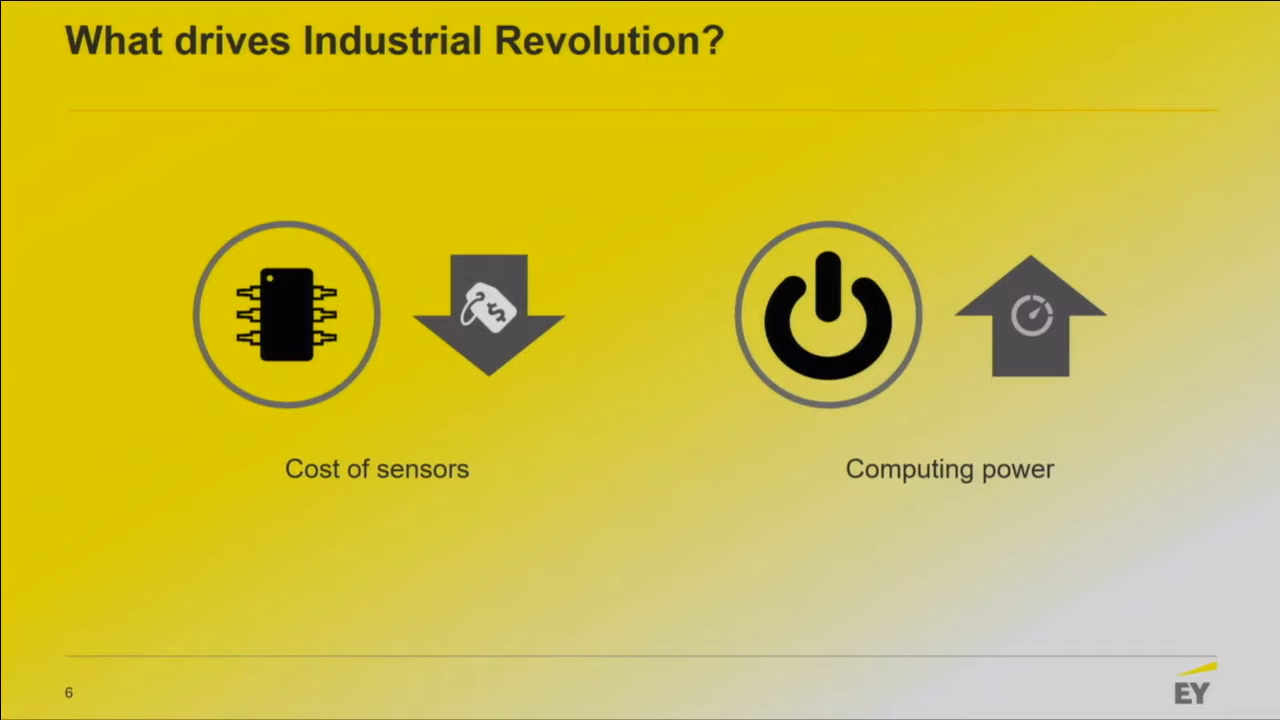 What drives Industrial Revolution?
$
Cost of sensors
Computing power
6
EY